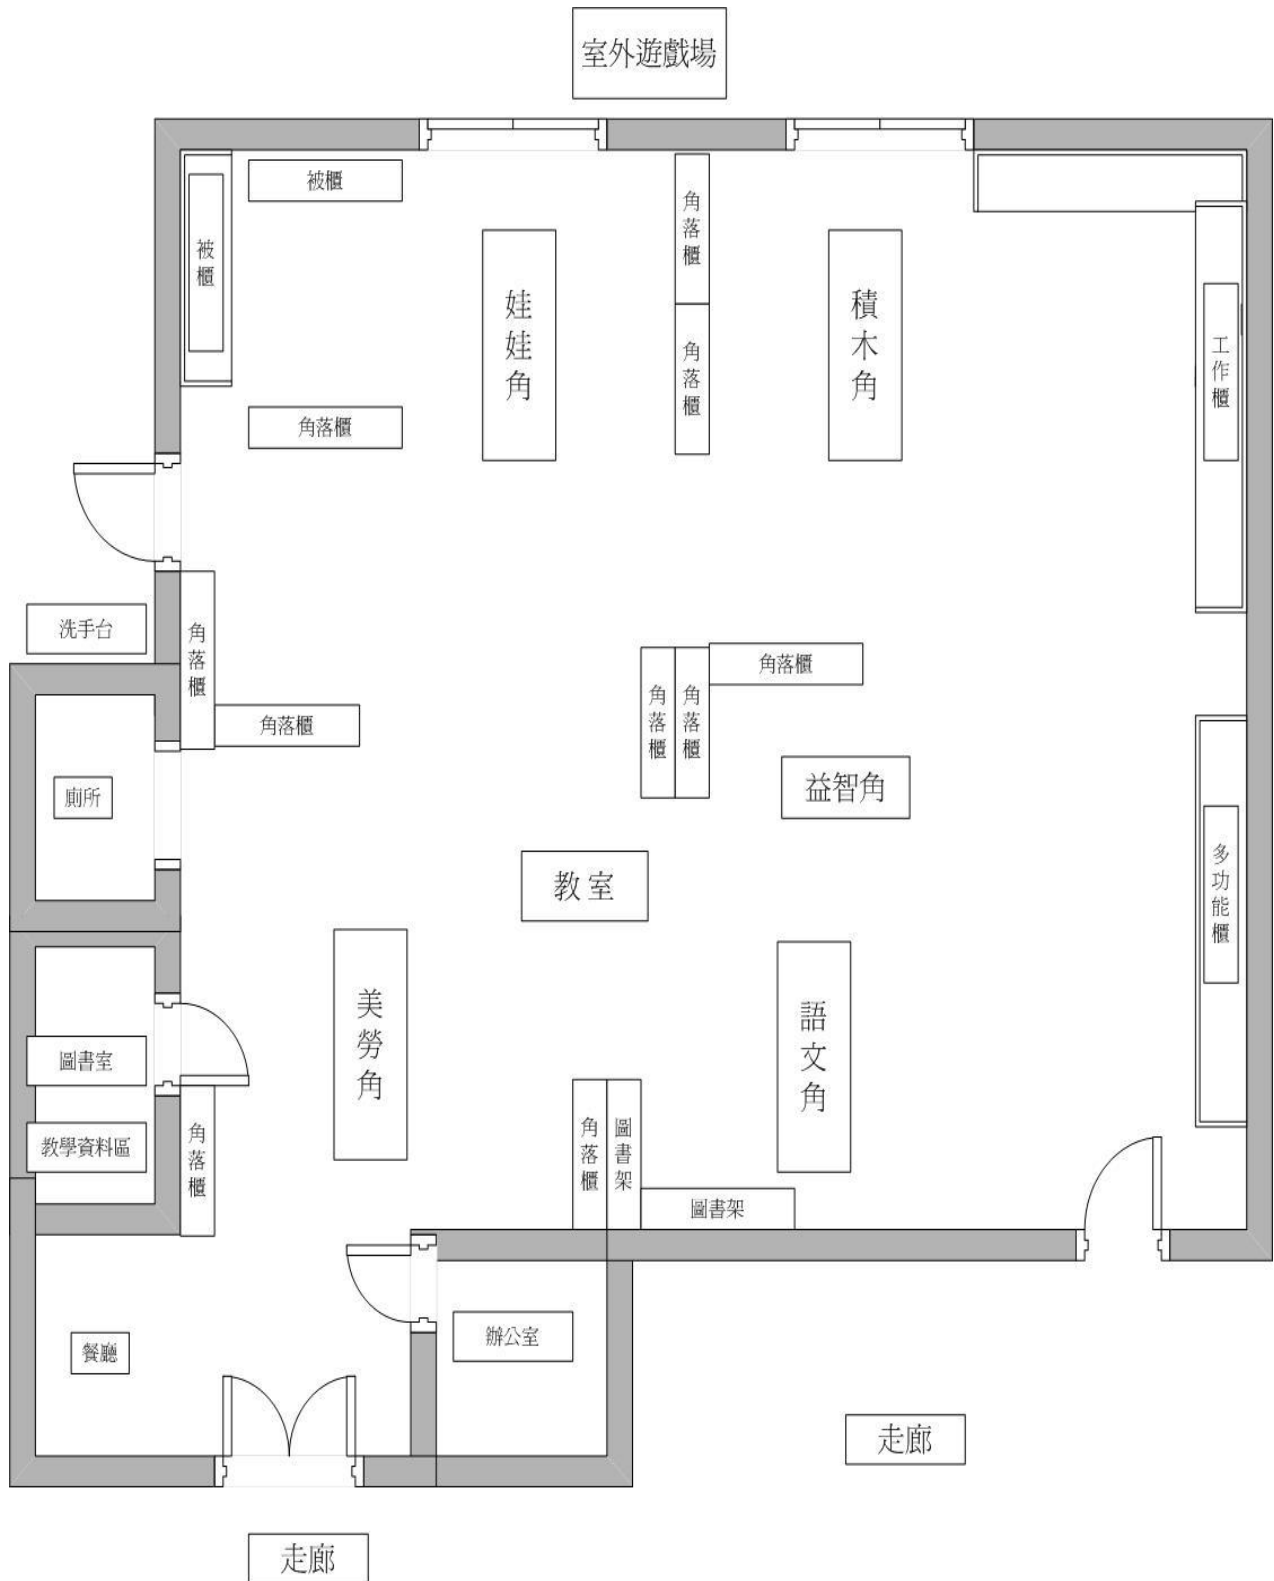 室外遊戲場
被櫃
被櫃
角落櫃
娃娃角
積木角
角落櫃
工作櫃
角落櫃
洗手台
角落櫃
角落櫃
角落櫃
角落櫃
角落櫃
廁所
益智角
多功能櫃
教室
美勞角
語文角
圖書室
教學資料區
角落櫃
角落櫃
圖書架
圖書架
餐廳
辦公室
走廊
走廊